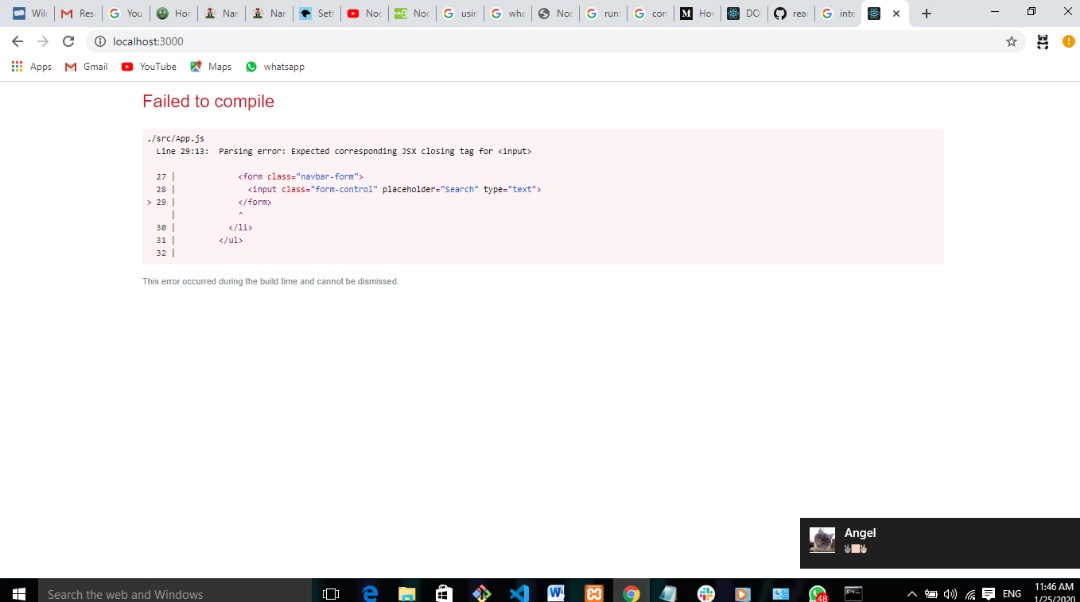 Wik
Res
You
Hor
Nar
Nar
Sett
Noc
Noc
usin
wha
Noc
run
con
Hov
DO
rea
inte
localhost:3000
Apps
Gmail
YouTube
Maps
whatsapp
Failed to compile
./src/App.js
Line 29:13:  Parsing error: Expected corresponding JSX closing tag for <input>
27 |             <form class="navbar-form">
28 |               <input class="form-control" placeholder="Search" type="text">
> 29 |             </form>
|             ^
30 |           </li>
31 |         </ul>
32 |
This error occurred during the build time and cannot be dismissed.
Angel
Search the web and Windows
48
ENG
11:46 AM
1/25/2020